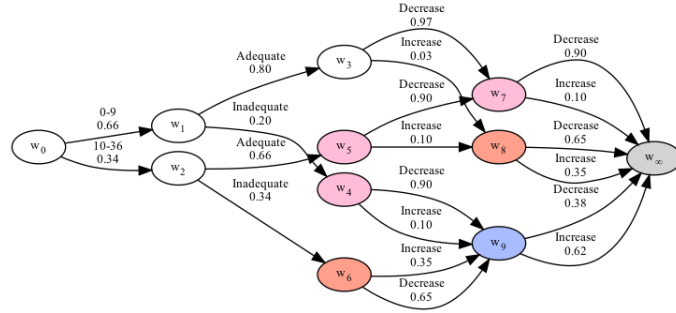 Decrease
0.97
Increase
0.03
Adequate
0.80
w3
Decrease
0.90
Increase
0.10
w7
Decrease
0.90
Increase
0.10
0-9
0.66
w1
Inadequate
0.20
w0
10-36
0.34
w2
Adequate
0.66
w5
w4
w8
Decrease
0.65
Increase
0.35
w∞
Inadequate
0.34
Decrease
0.90
Increase
0.10
w9
Decrease
0.38
Increase
0.62
w6
Increase
0.35
Decrease
0.65